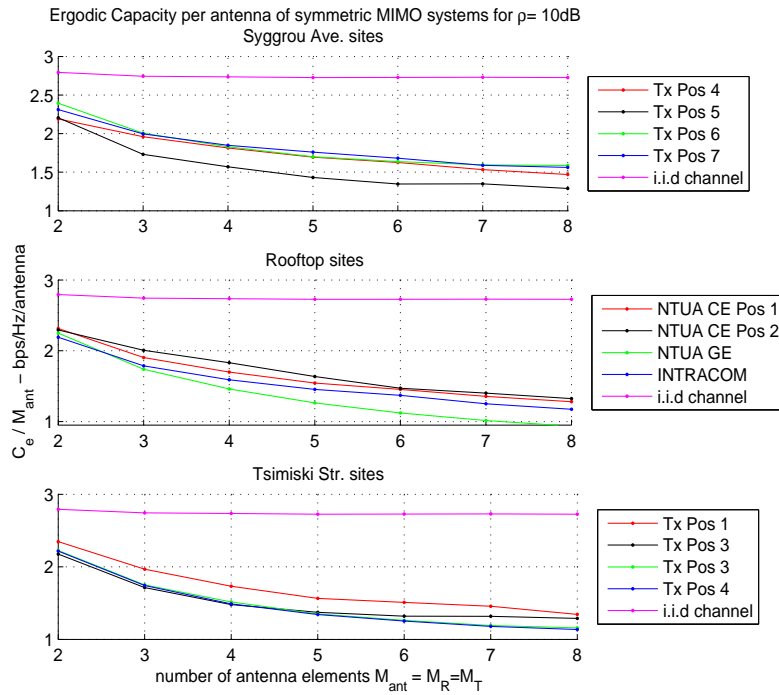 Ergodic Capacity per antenna of symmetric MIMO systems for ρ= 10dB
Syggrou Ave. sites
3
2.5
2
1.5
1
2
3
4
5
6
7
8
Tx Pos 4
Tx Pos 5
Tx Pos 6
Tx Pos 7
i.i.d channel
Rooftop sites
3
2
1
2
3
4
5
6
7
8
NTUA CE Pos 1
NTUA CE Pos 2
NTUA GE
INTRACOM
i.i.d channel
C_e / M_ant − bps/Hz/antenna
Tsimiski Str. sites
3
2
1
2
3
4
5
6
7
8
Tx Pos 1
Tx Pos 3
Tx Pos 3
Tx Pos 4
i.i.d channel
number of antenna elements M_ant = M_R=M_T